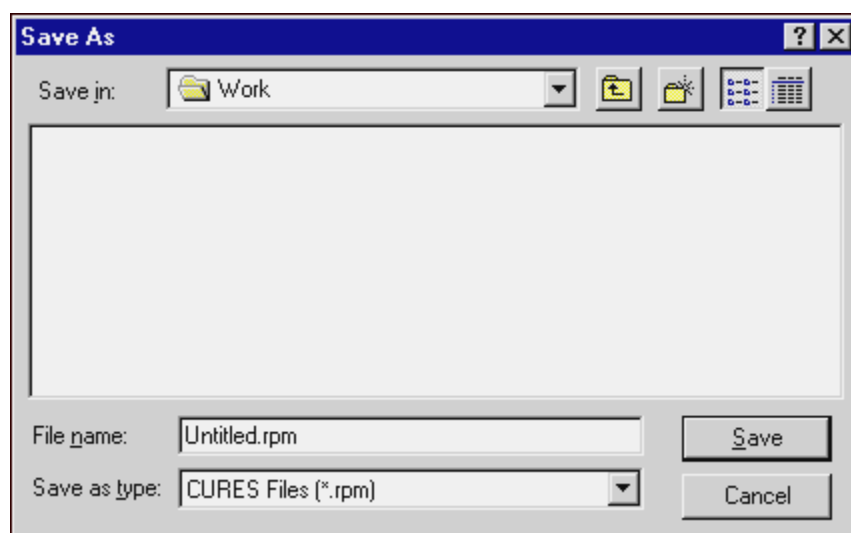 Save As
Save in: Work
File name: Untitled.rpm Save
Save as type: CURES Files (*.rpm) Cancel